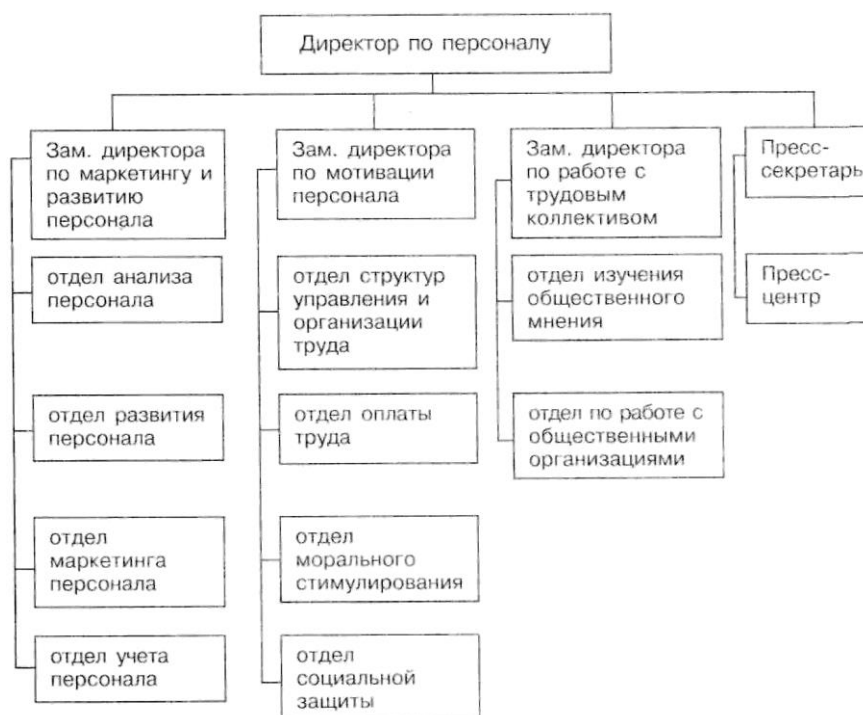 Директор по персоналу
Зам. директора
по маркетингу и
развитию
персонала
Зам. директора
по мотивации
персонала
Зам. директора
по работе с
трудовым
коллективом
Пресс-
секретарь
отдел анализа
персонала
отдел структур
управления и
организации
труда
отдел изучения
общественного
мнения
Пресс-
центр
отдел развития
персонала
отдел оплаты
труда
отдел по работе с
общественными
организациями
отдел
маркетинга
персонала
отдел
морального
стимулирования
отдел учета
персонала
отдел
социальной
защиты